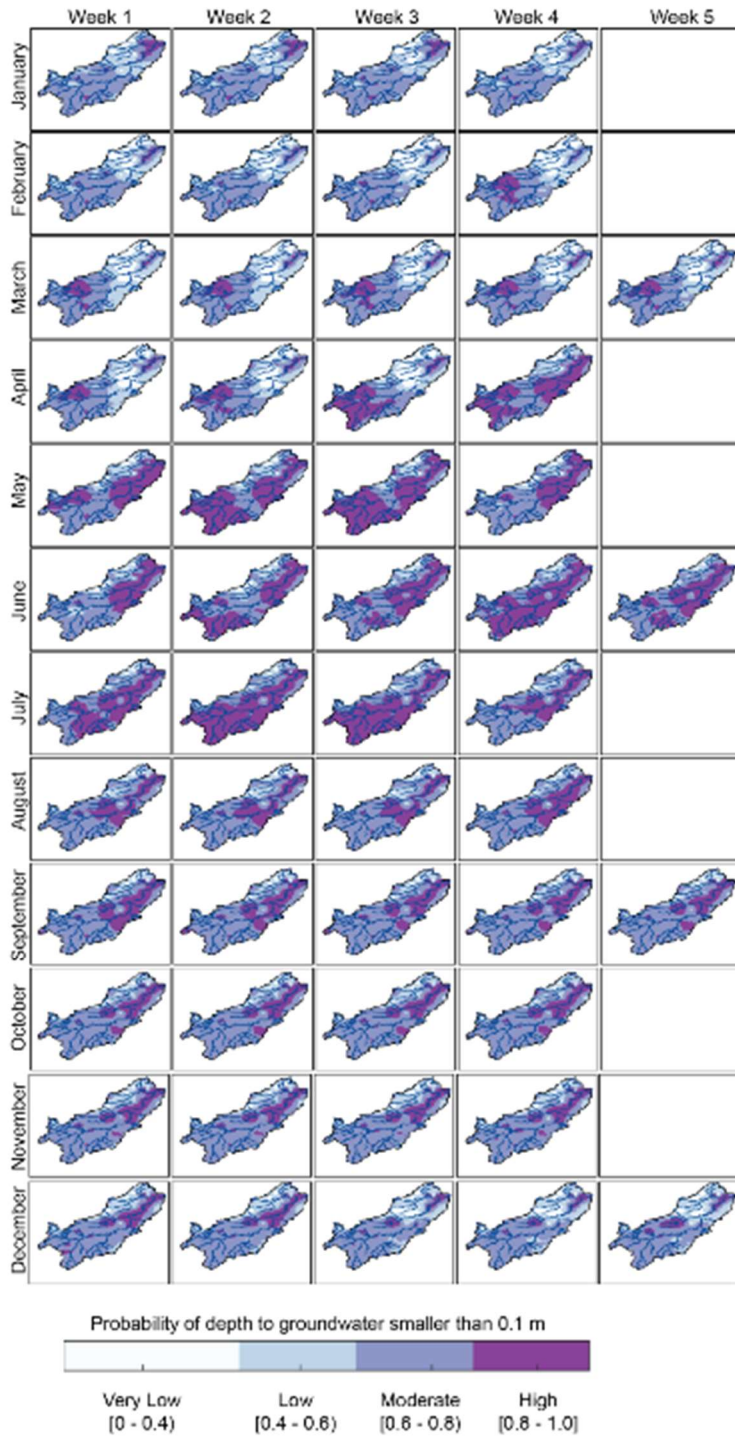 Week 1 Week 2 Week 3 Week 4 Week 5
January
February
March
April
May
June
July
August
September
October
November
December
Probability of depth to groundwater smaller than 0.1 m
Very Low Low Moderate High
[0 - 0.4) [0.4 - 0.6) [0.6 - 0.8) [0.8 - 1.0]